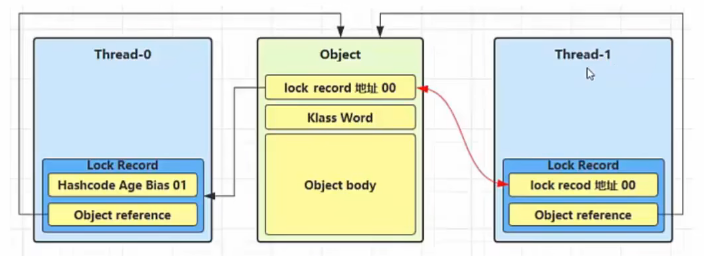 Thread-0
Lock Record
Hashcode Age Bias 01
Object reference
Object
lock record 地址 00
Klass Word
Object body
Thread-1
Lock Record
lock recod 地址 00
Object reference